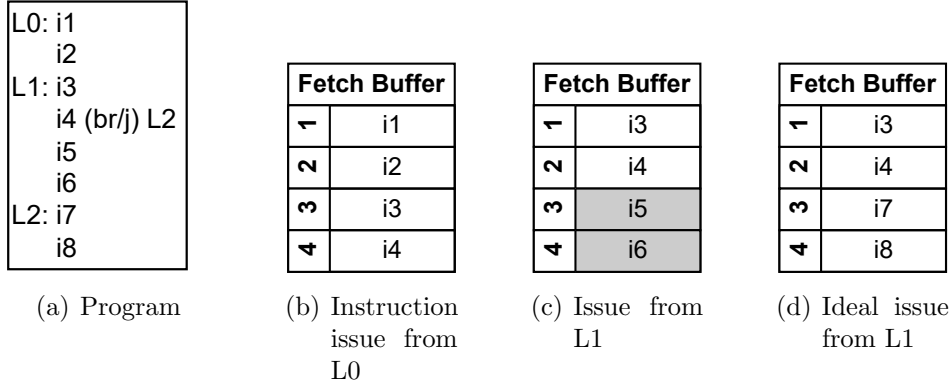 L0: i1
i2
L1: i3
i4 (br/j) L2
i5
i6
L2: i7
i8
(a) Program
Fetch Buffer
1 i1
2 i2
3 i3
4 i4
(b) Instruction
issue from
L0
Fetch Buffer
1 i3
2 i4
3 i5
4 i6
(c) Issue from
L1
Fetch Buffer
1 i3
2 i4
3 i7
4 i8
(d) Ideal issue
from L1